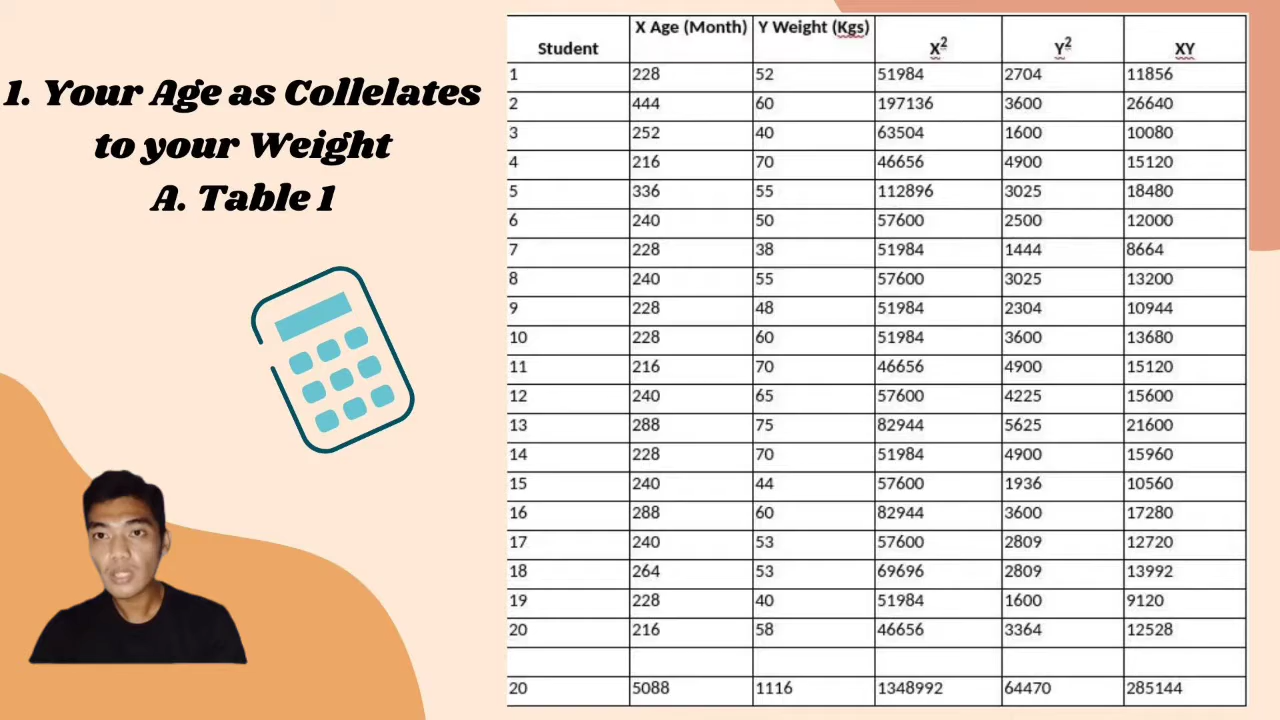 1. Your Age as Collelates
to your Weight
A. Table 1
Student X Age (Month) Y Weight (Kgs) X² Y² XY
1 228 52 51984 2704 11856
2 444 60 197136 3600 26640
3 252 40 63504 1600 10080
4 216 70 46656 4900 15120
5 336 55 112896 3025 18480
6 240 50 57600 2500 12000
7 228 38 51984 1444 8664
8 240 55 57600 3025 13200
9 228 48 51984 2304 10944
10 228 60 51984 3600 13680
11 216 70 46656 4900 15120
12 240 65 57600 4225 15600
13 288 75 82944 5625 21600
14 228 70 51984 4900 15960
15 240 44 57600 1936 10560
16 288 60 82944 3600 17280
17 240 53 57600 2809 12720
18 264 53 69696 2809 13992
19 228 40 51984 1600 9120
20 216 58 46656 3364 12528
20 5088 1116 1348992 64470 285144